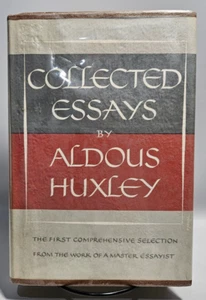 COLLECTED
ESSAYS
BY
ALDOUS
HUXLEY
THE FIRST COMPREHENSIVE SELECTION
FROM THE WORK OF A MASTER ESSAYIST